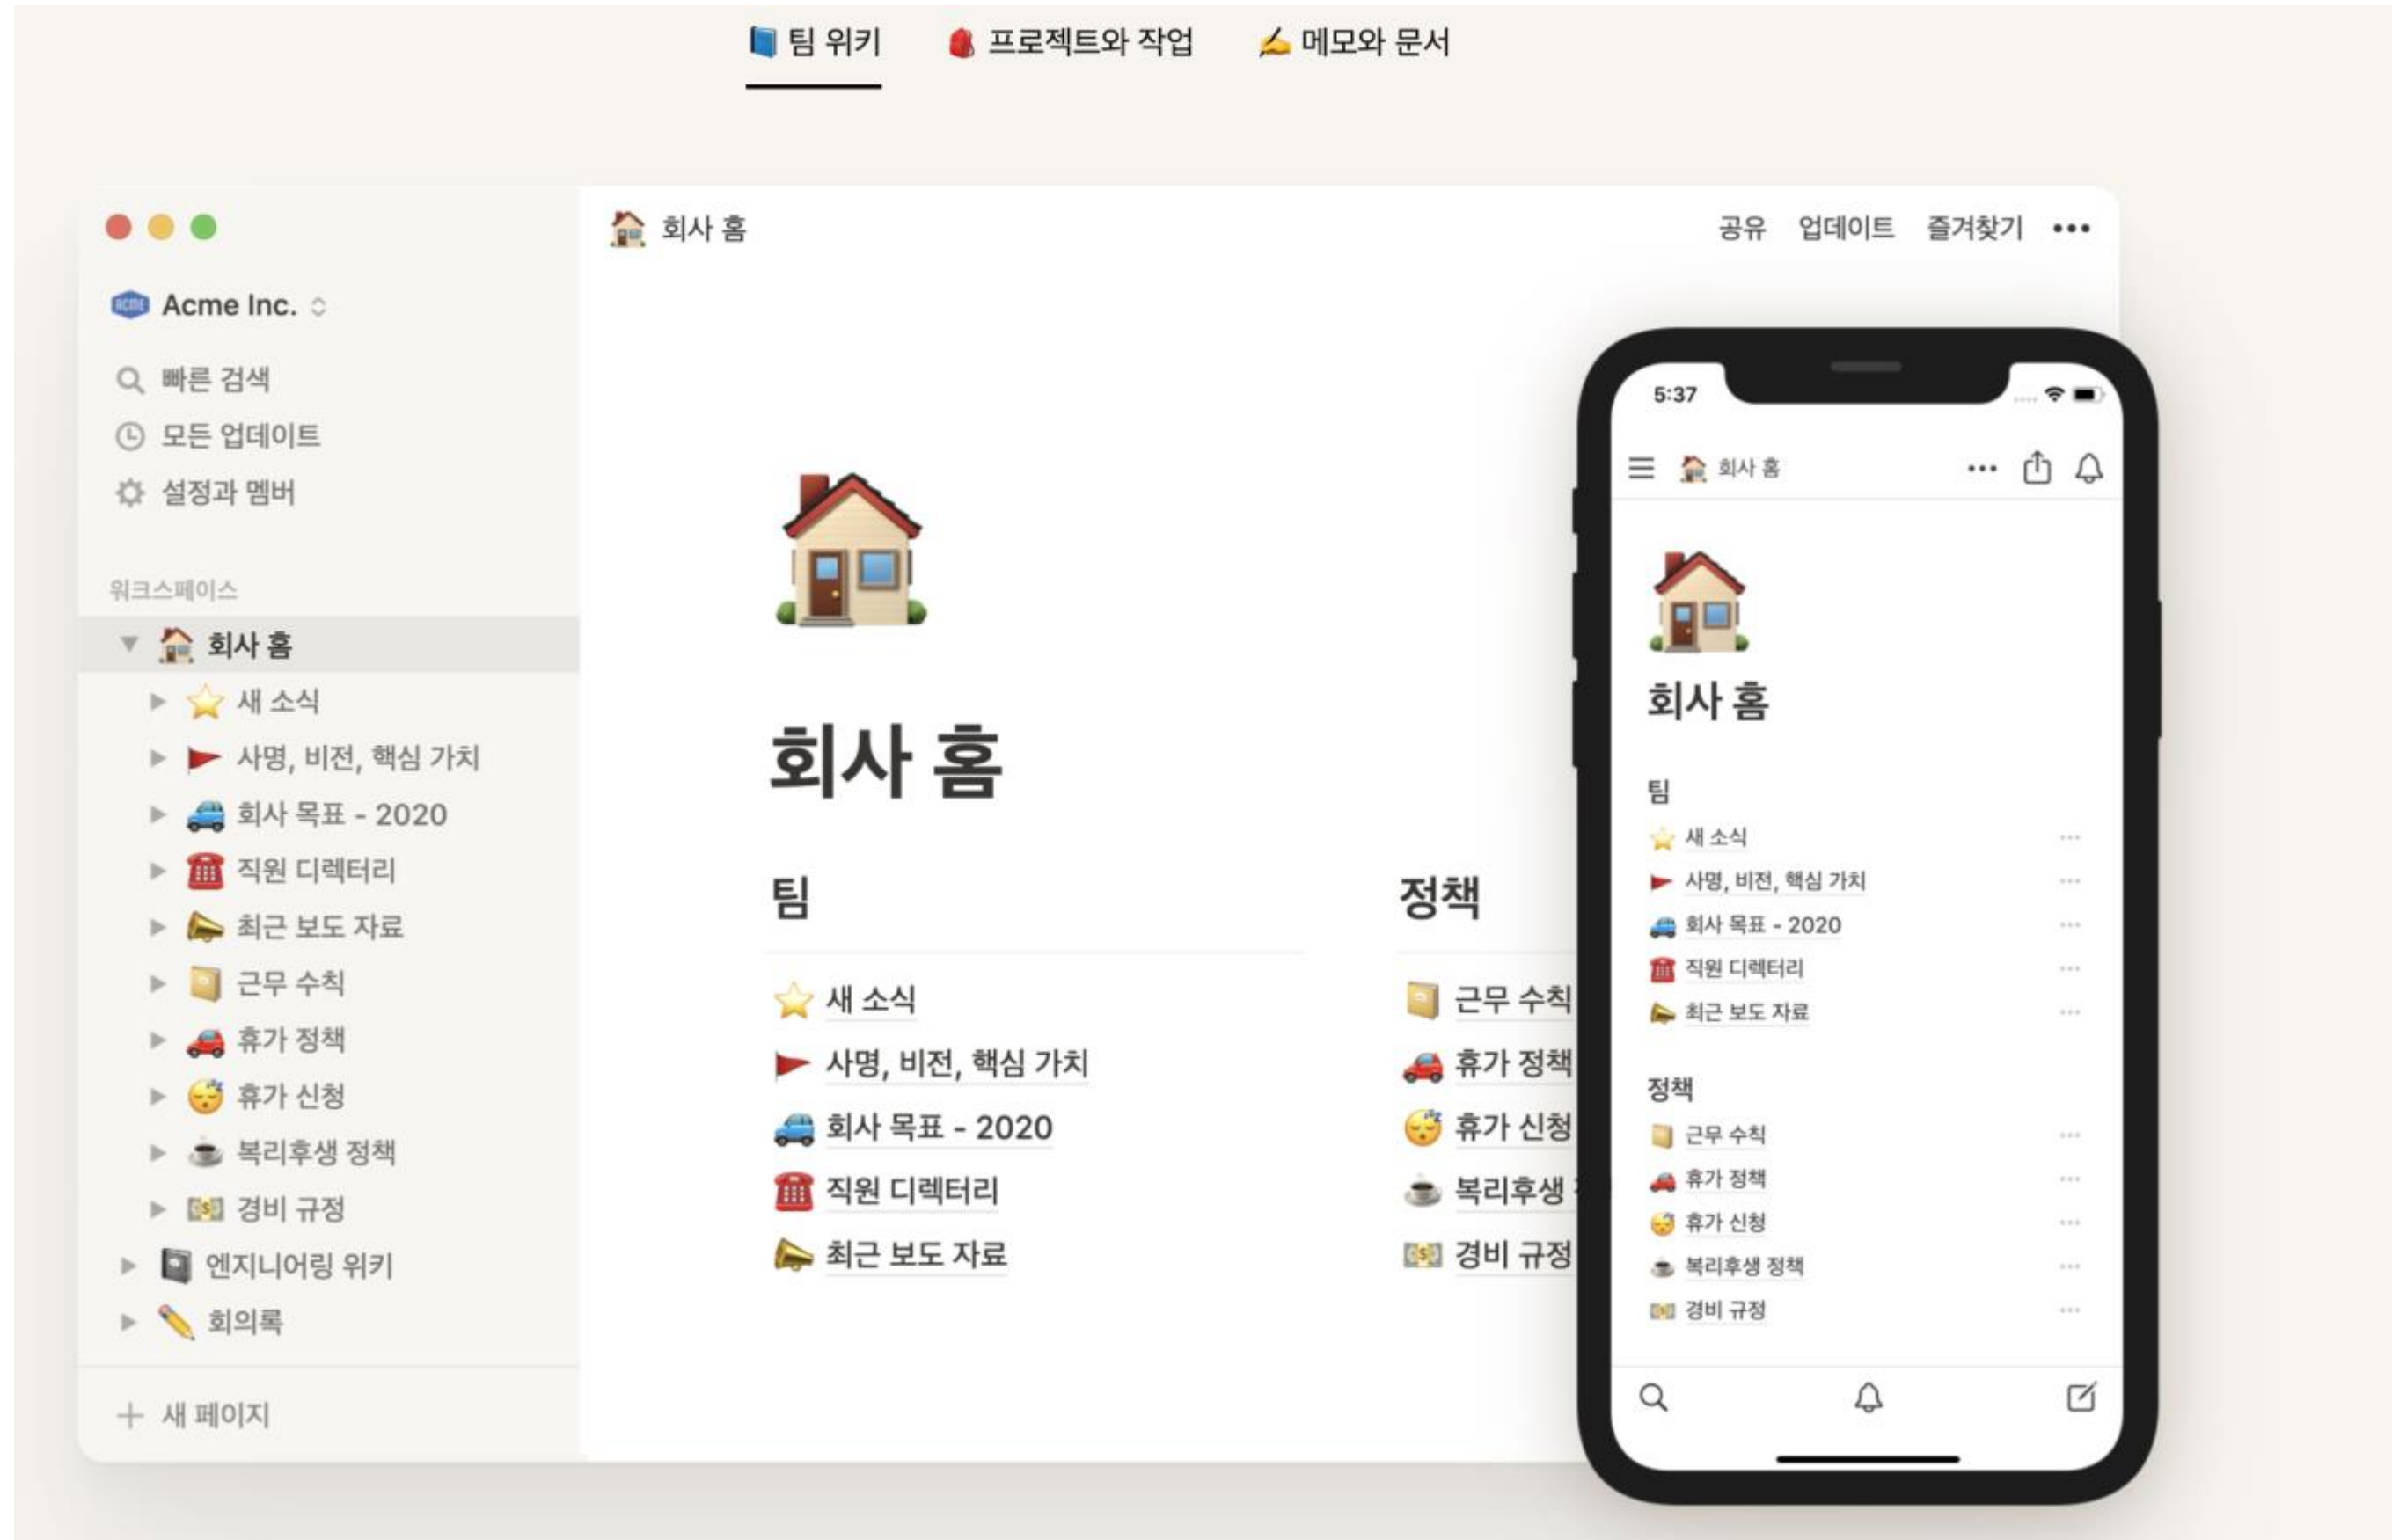 팀 위키
프로젝트와 작업
메모와 문서
Acme Inc.
빠른 검색
모든 업데이트
설정과 멤버
워크스페이스
회사 홈
새 소식
사명, 비전, 핵심 가치
회사 목표 - 2020
직원 디렉터리
최근 보도 자료
근무 수칙
휴가 정책
휴가 신청
복리후생 정책
경비 규정
엔지니어링 위키
회의록
새 페이지
회사 홈
공유 업데이트 즐겨찾기
회사 홈
팀
새 소식
사명, 비전, 핵심 가치
회사 목표 - 2020
직원 디렉터리
최근 보도 자료
정책
근무 수칙
휴가 정책
휴가 신청
복리후생
경비 규정
5:37
회사 홈
회사 홈
팀
새 소식
사명, 비전, 핵심 가치
회사 목표 - 2020
직원 디렉터리
최근 보도 자료
정책
근무 수칙
휴가 정책
휴가 신청
복리후생 정책
경비 규정